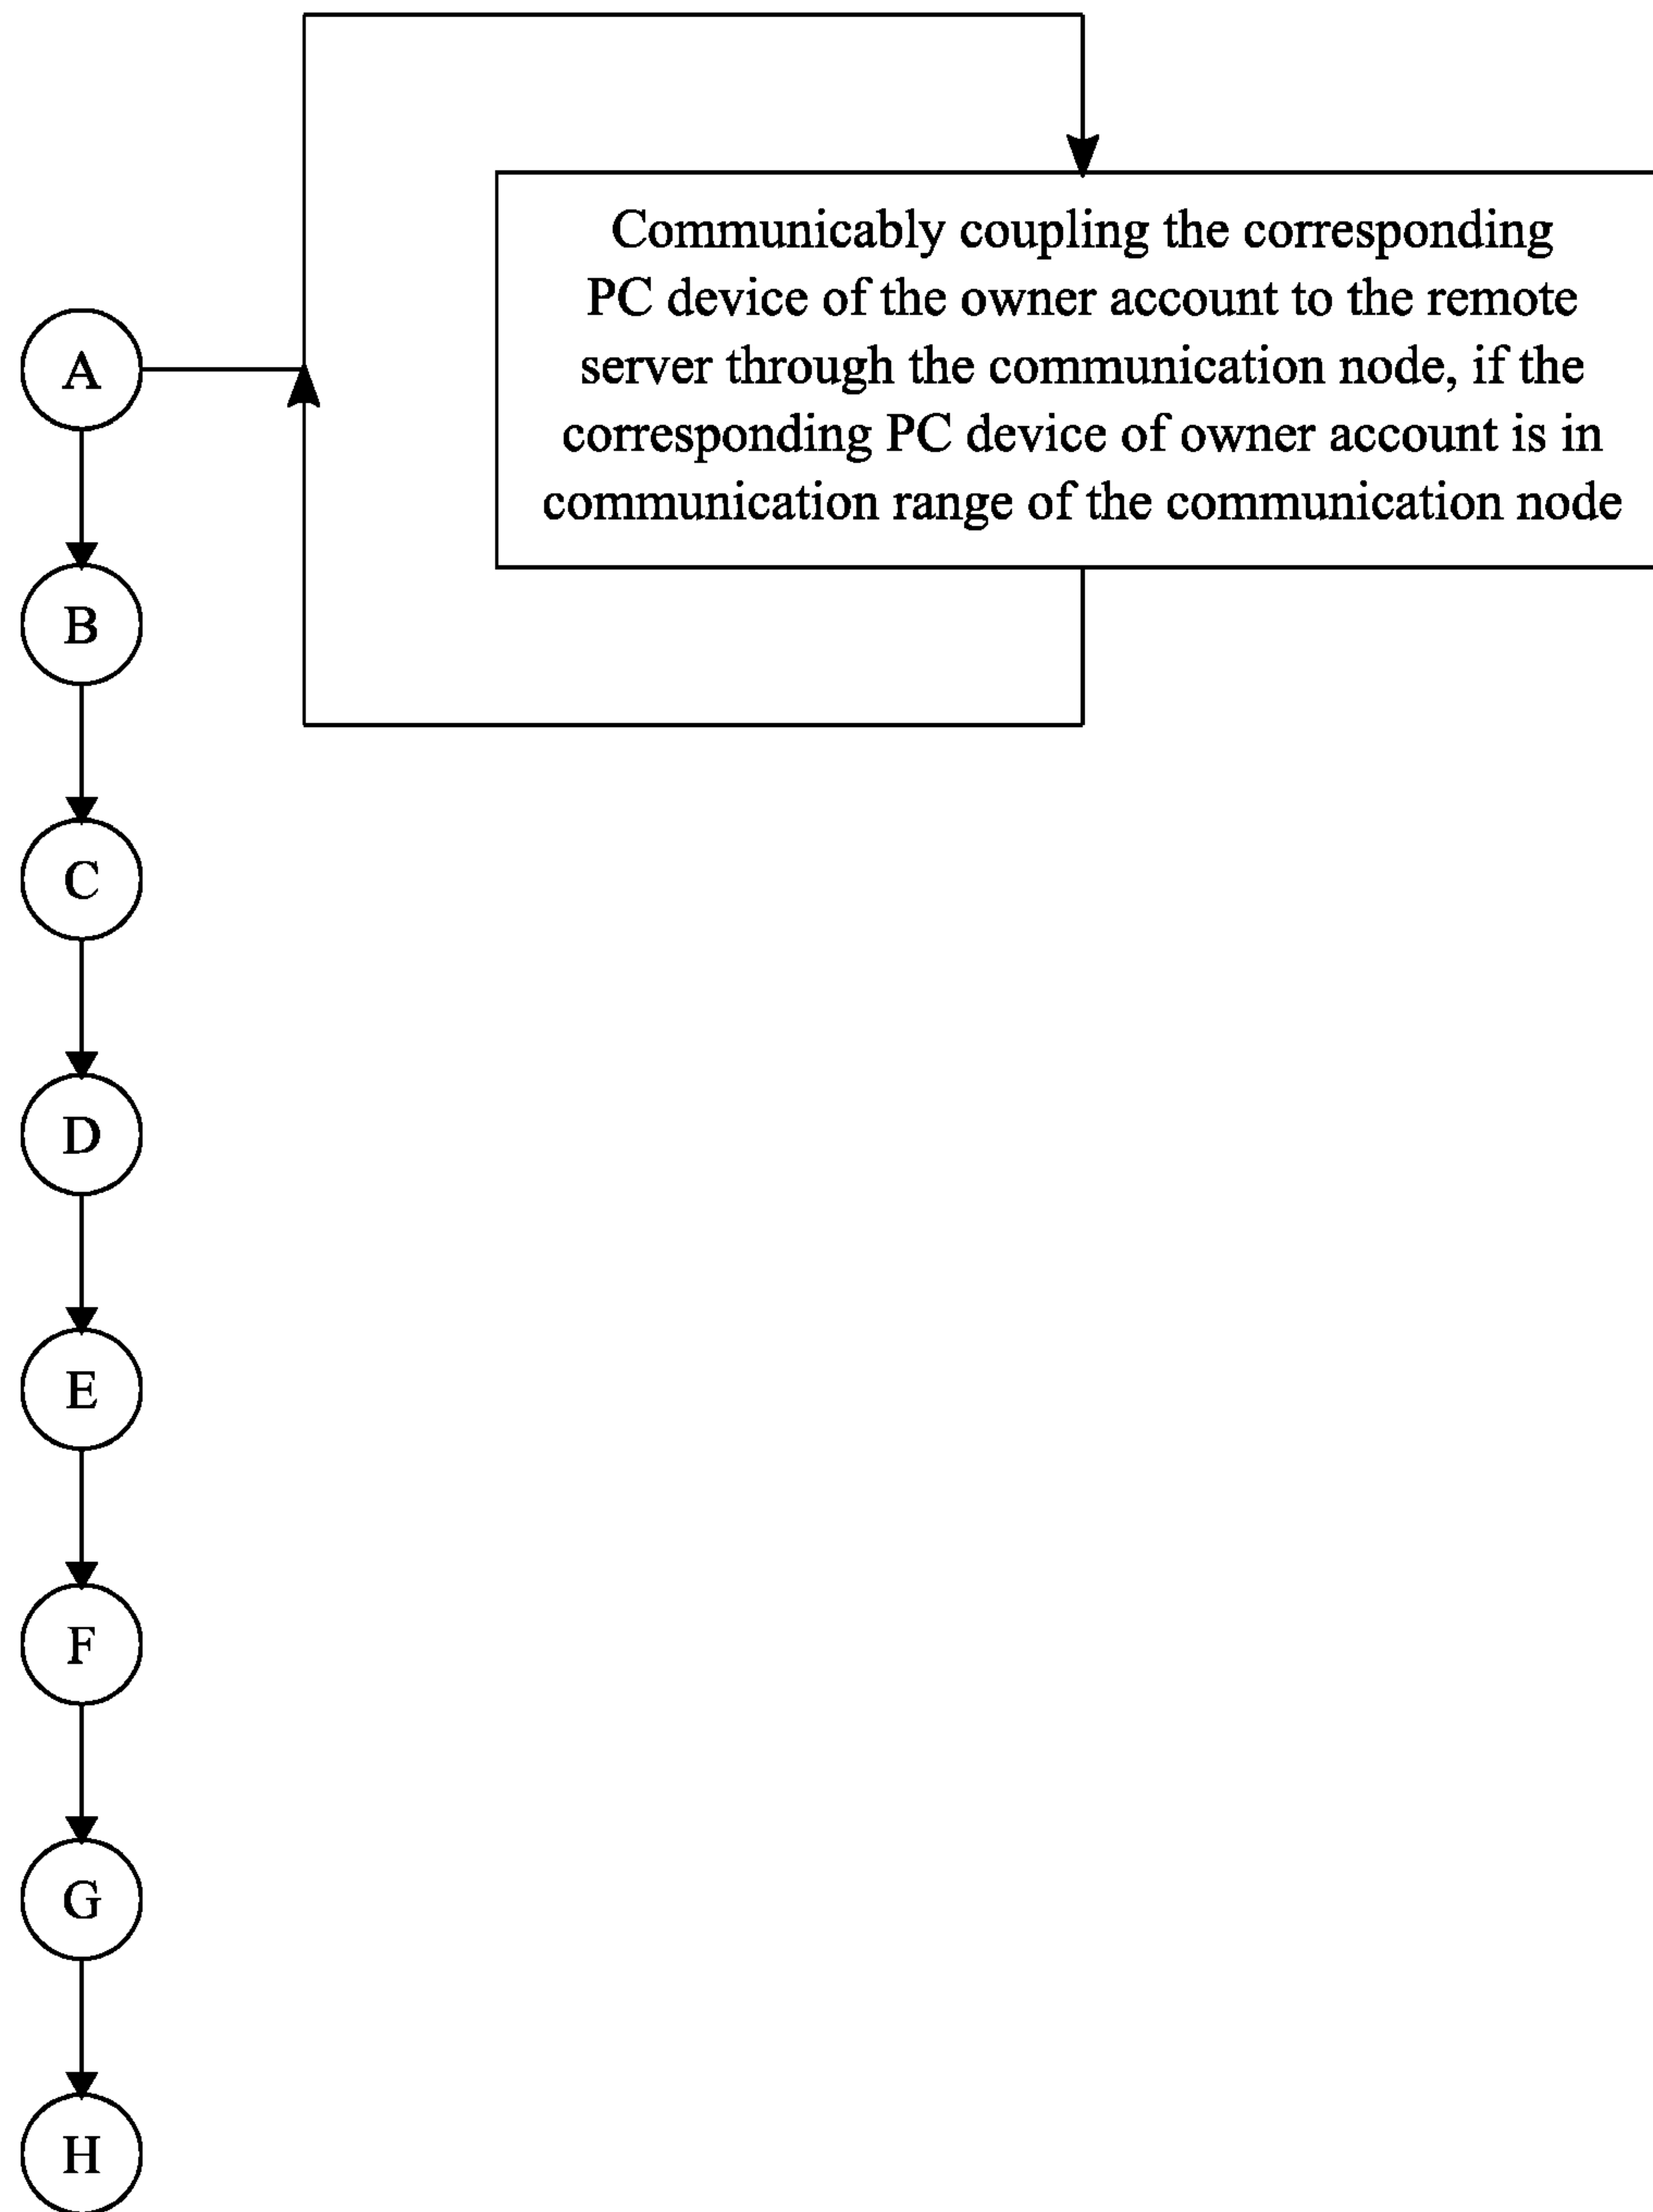 Communicably coupling the corresponding
PC device of the owner account to the remote
server through the communication node, if the
corresponding PC device of owner account is in
communication range of the communication node
A
B
C
D
E
F
G
H